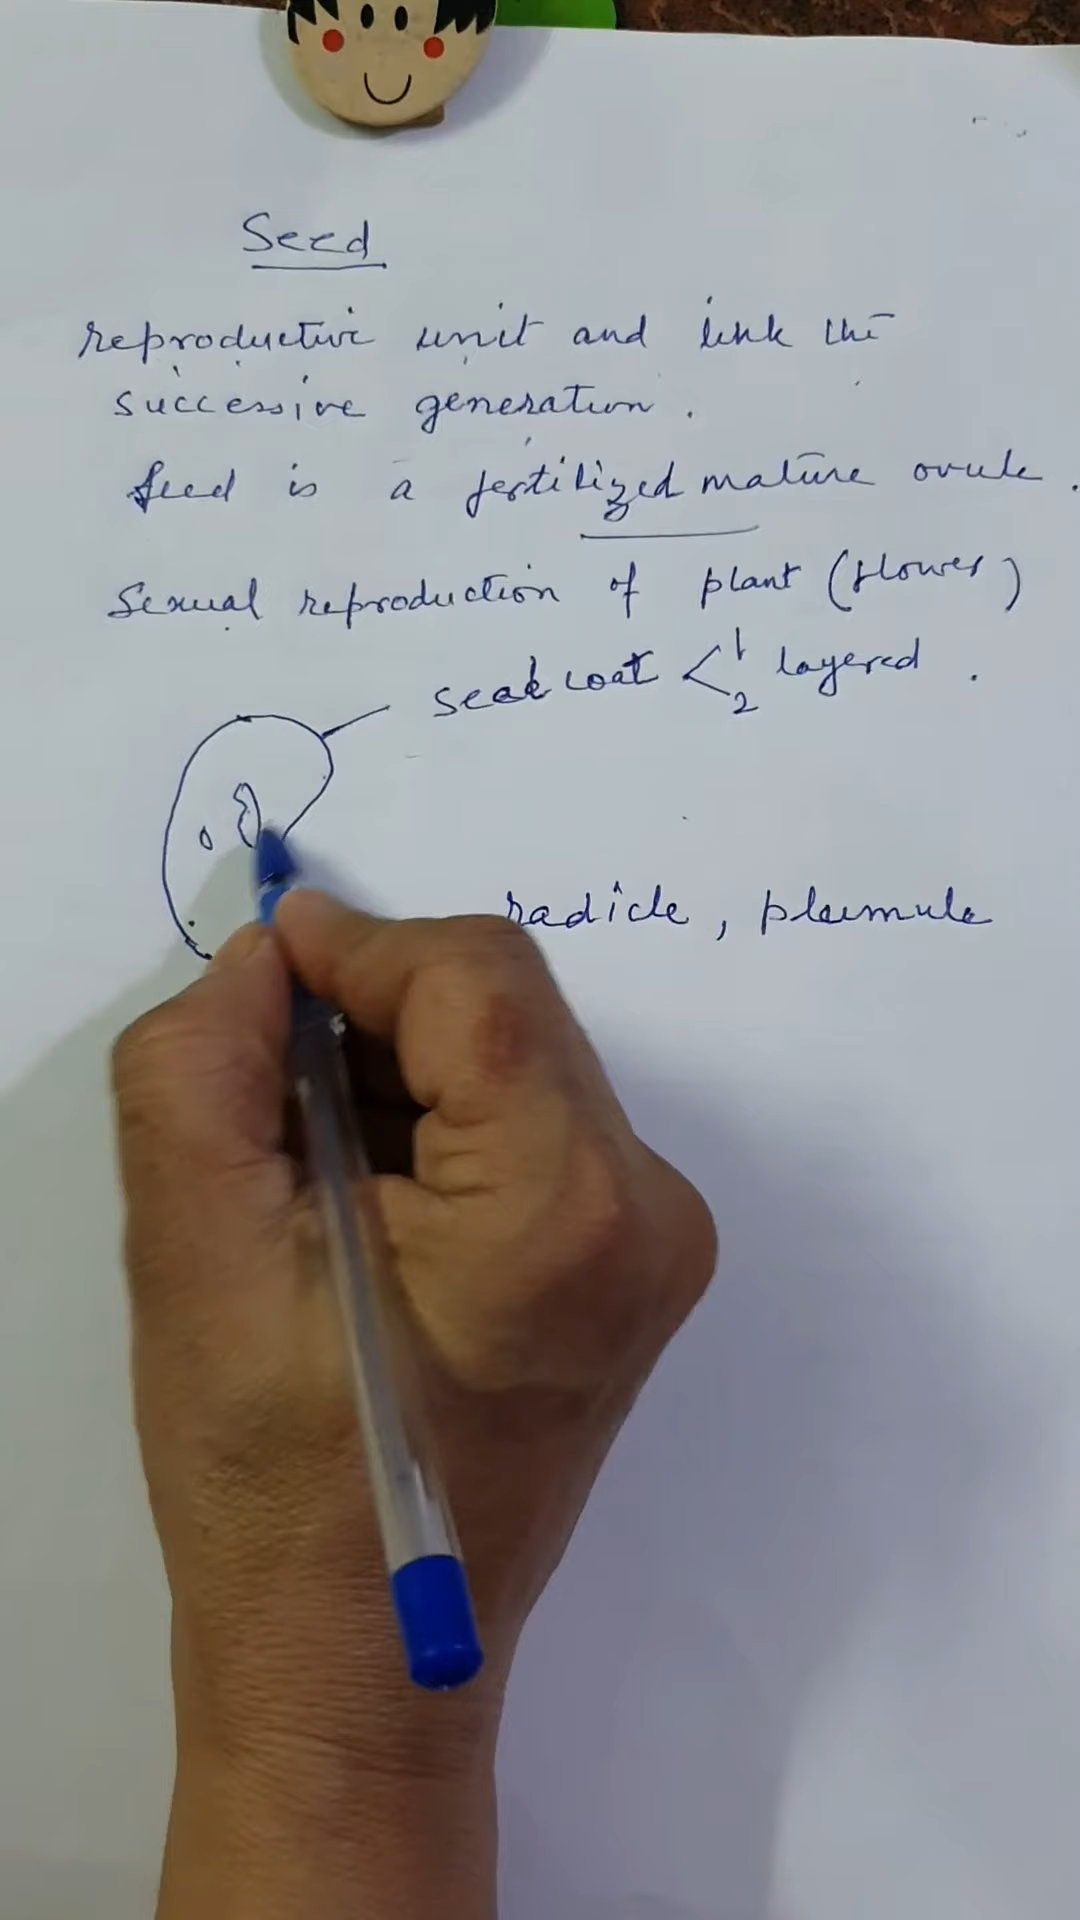 Seed
reproductive unit and link the
successive generation.
Seed is a fertilized mature ovule.
Sexual reproduction of plant (flower)
seed coat < 1 2 layered.
radicle, plumule